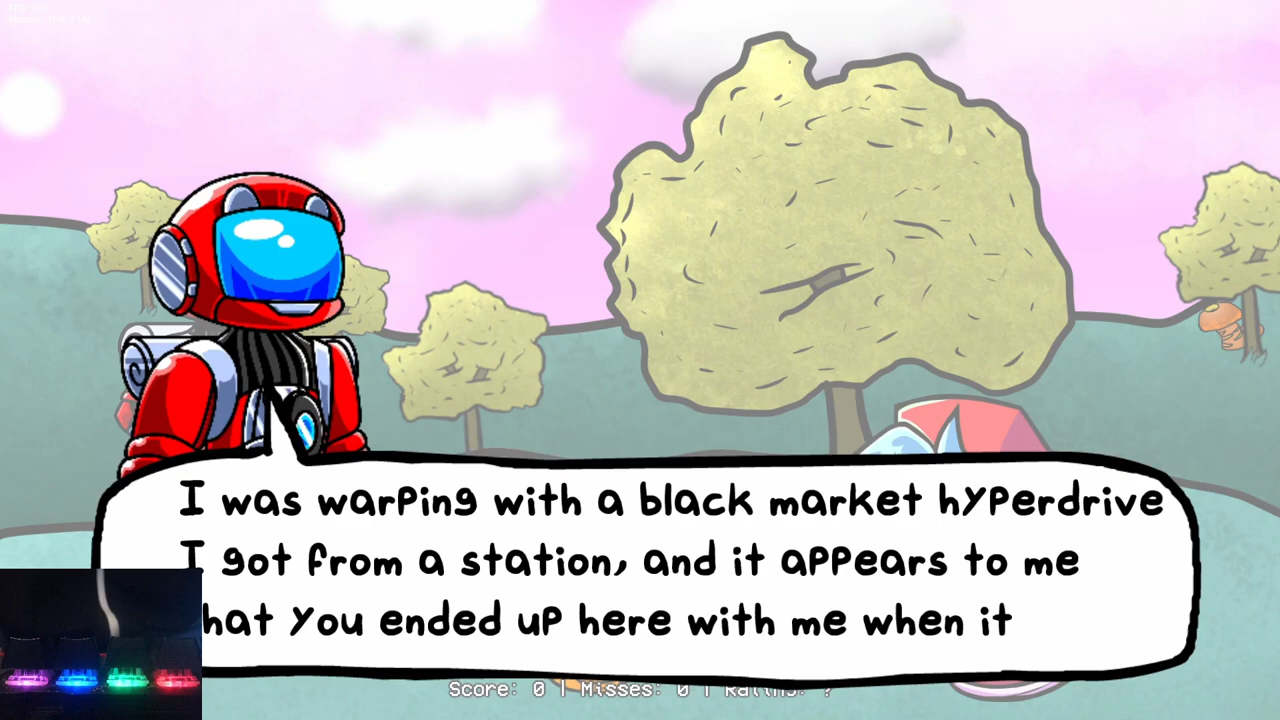 I was warping with a black market hyperdrive
I got from a station, and it appears to me
hat you ended up here with me when it
Score: 0 | Misses: 0 | Rating: ?